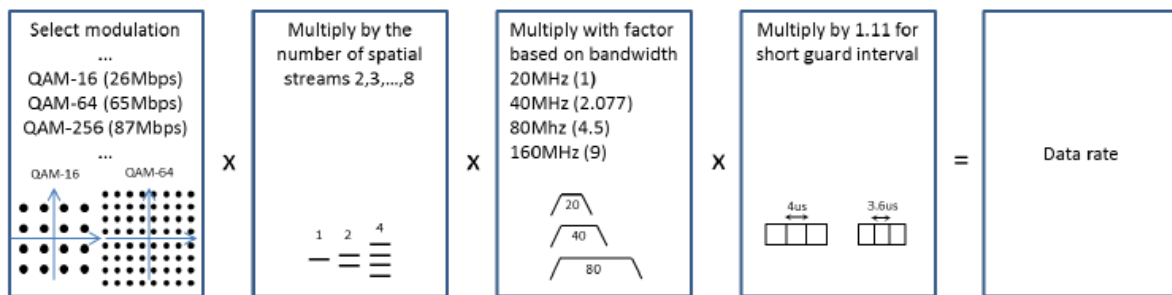 Select modulation
...
QAM-16 (26Mbps)
QAM-64 (65Mbps)
QAM-256 (87Mbps)
...
QAM-16
QAM-64
X
Multiply by the
number of spatial
streams 2,3,...,8
1
2
4
X
Multiply with factor
based on bandwidth
20MHz (1)
40MHz (2.077)
80Mhz (4.5)
160MHz (9)
20
40
80
X
Multiply by 1.11 for
short guard interval
4us
3.6us
=
Data rate